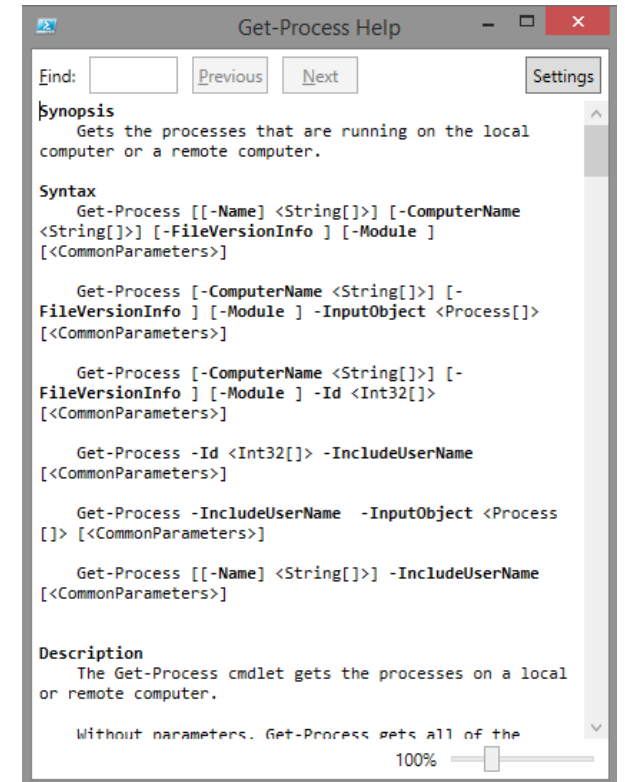 Get-Process Help
Find: Previous Next Settings
Synopsis
Gets the processes that are running on the local
computer or a remote computer.
Syntax
Get-Process [[-Name] <String[]>] [-ComputerName
<String[]>] [-FileVersionInfo ] [-Module ]
[<CommonParameters>]
Get-Process [-ComputerName <String[]>] [-
FileVersionInfo ] [-Module ] -InputObject <Process[]>
[<CommonParameters>]
Get-Process [-ComputerName <String[]>] [-
FileVersionInfo ] [-Module ] -Id <Int32[]>
[<CommonParameters>]
Get-Process -Id <Int32[]> -IncludeUserName
[<CommonParameters>]
Get-Process -IncludeUserName  -InputObject <Process
[]> [<CommonParameters>]
Get-Process [[-Name] <String[]>] -IncludeUserName
[<CommonParameters>]
Description
The Get-Process cmdlet gets the processes on a local
or remote computer.
Without parameters, Get-Process gets all of the
100%